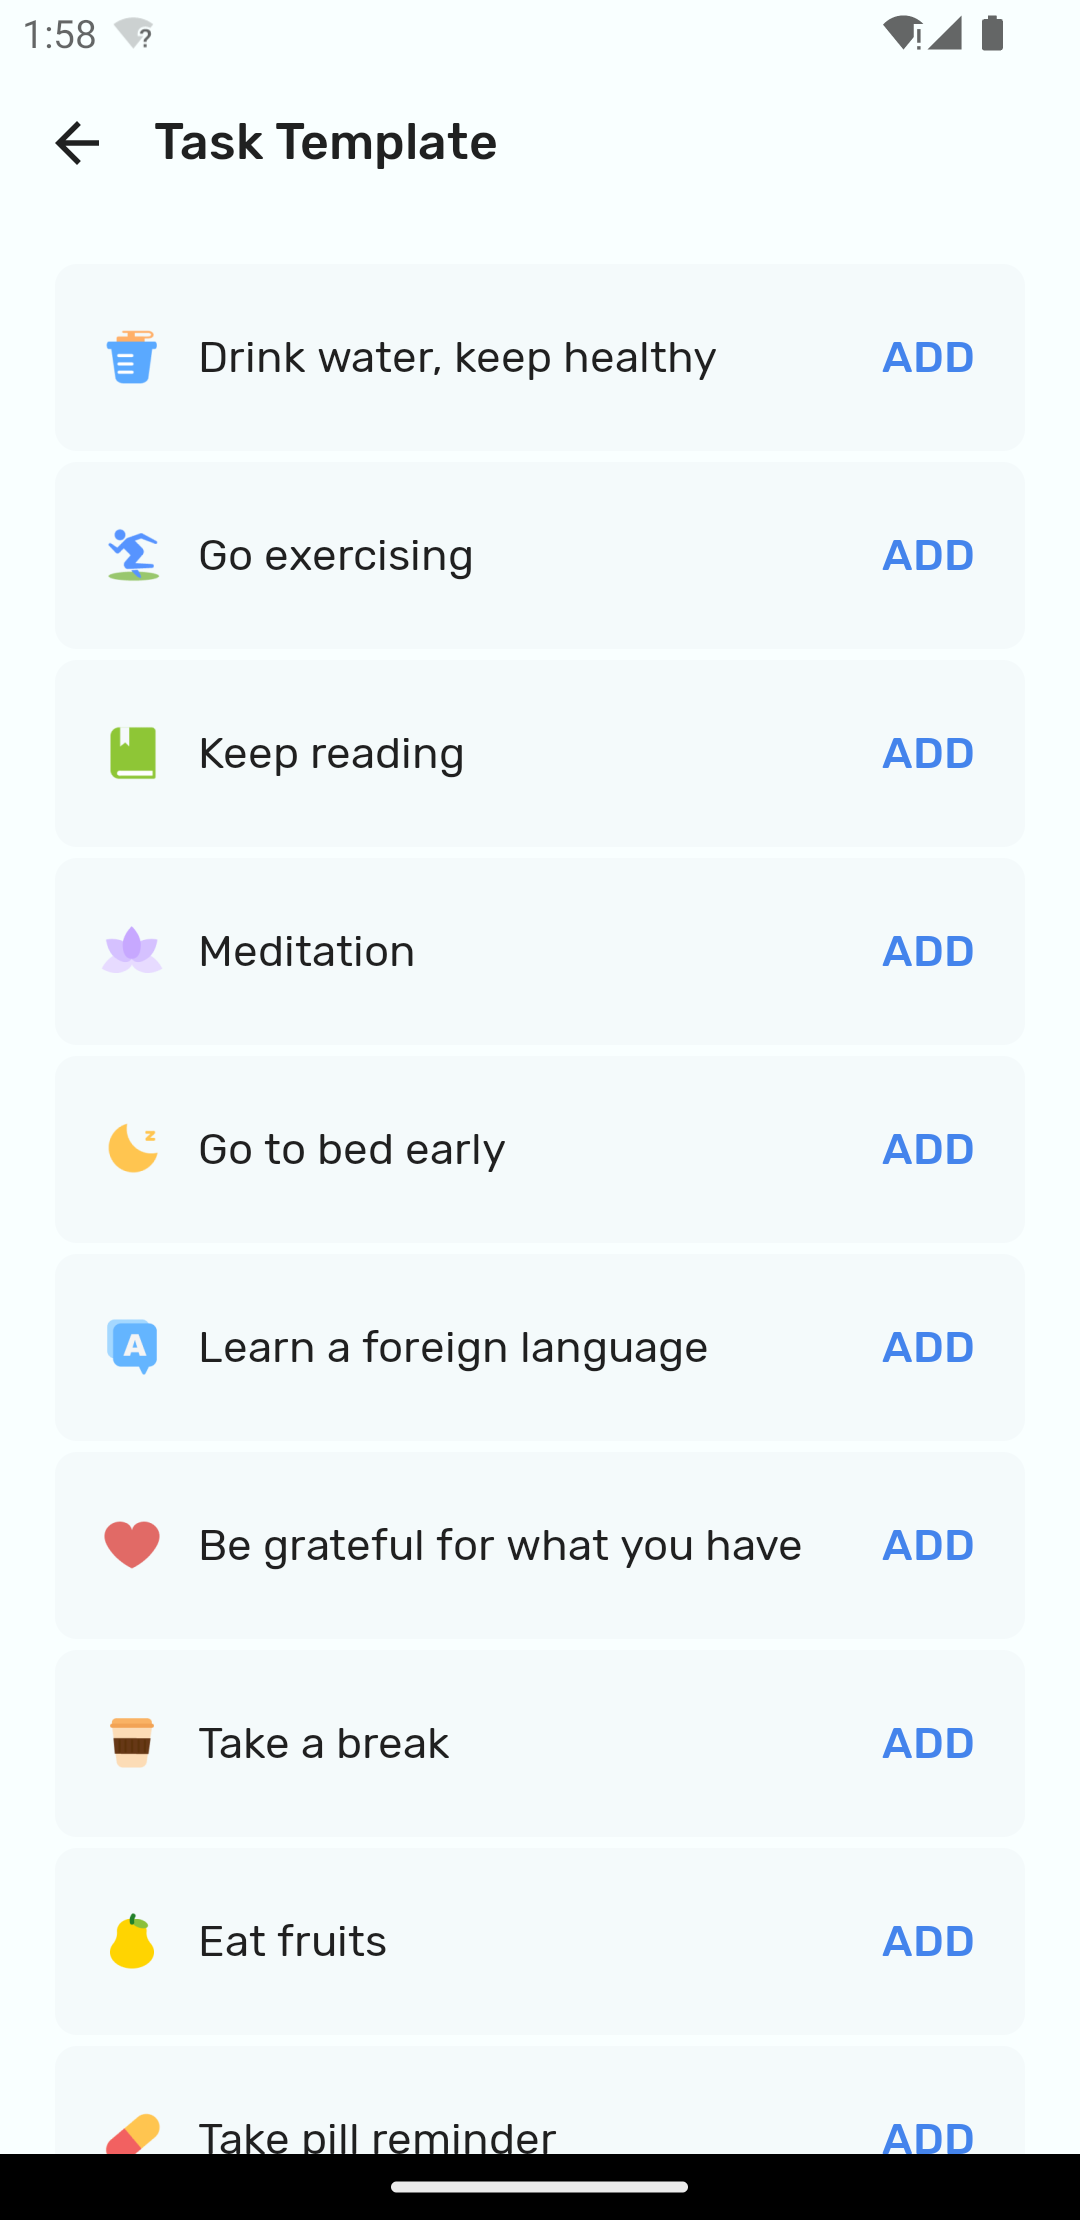 1:58
Task Template
Drink water, keep healthy ADD
Go exercising ADD
Keep reading ADD
Meditation ADD
Go to bed early ADD
Learn a foreign language ADD
Be grateful for what you have ADD
Take a break ADD
Eat fruits ADD
Take pill reminder ADD